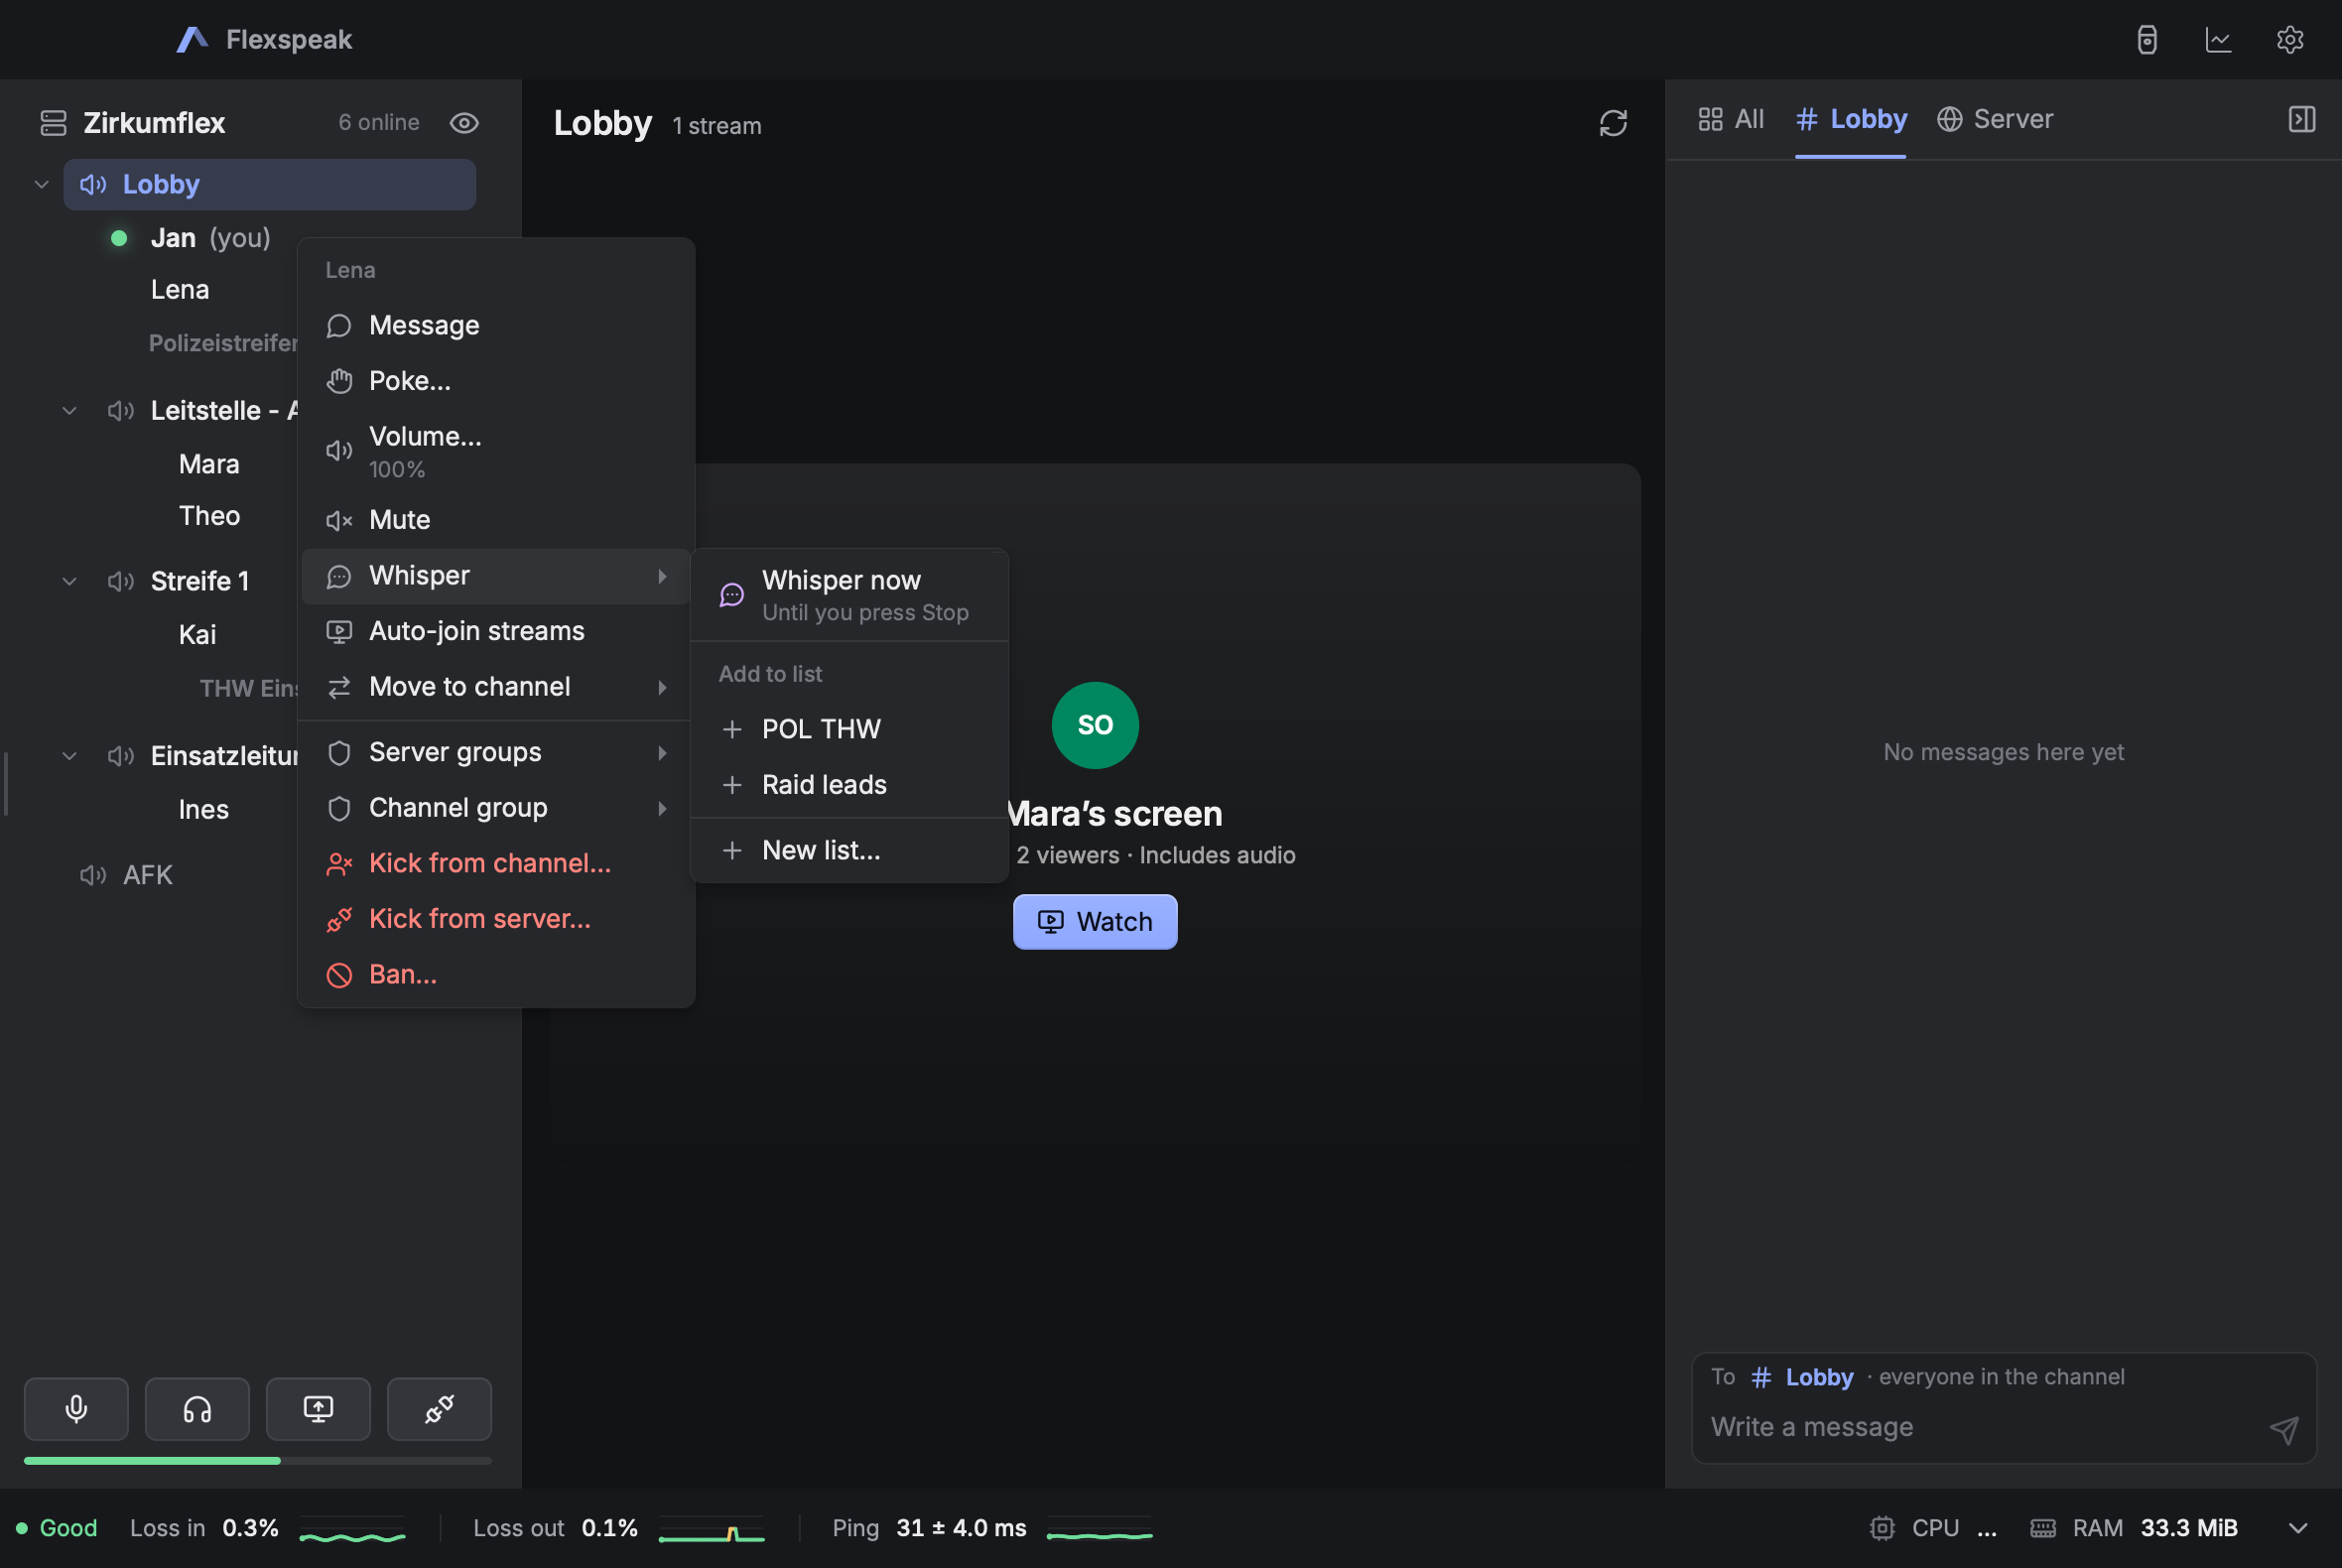 Flexspeak
Zirkumflex 6 online
Lobby
Jan (you)
Lena
Leitstelle -
Mara
Theo
Streife 1
Kai
THW
Ines
AFK
Lena
Message
Poke...
Volume...
100%
Mute
Whisper
Auto-join streams
Move to channel
Server groups
Channel group
Kick from channel...
Kick from server...
Ban...
Whisper now
Until you press Stop
Add to list
POL THW
Raid leads
New list...
Lobby 1 stream
SO
Mara’s screen
2 viewers · Includes audio
Watch
All # Lobby Server
No messages here yet
To # Lobby · everyone in the channel
Write a message
Good Loss in 0.3% Loss out 0.1% Ping 31 ± 4.0 ms CPU ... RAM 33.3 MiB